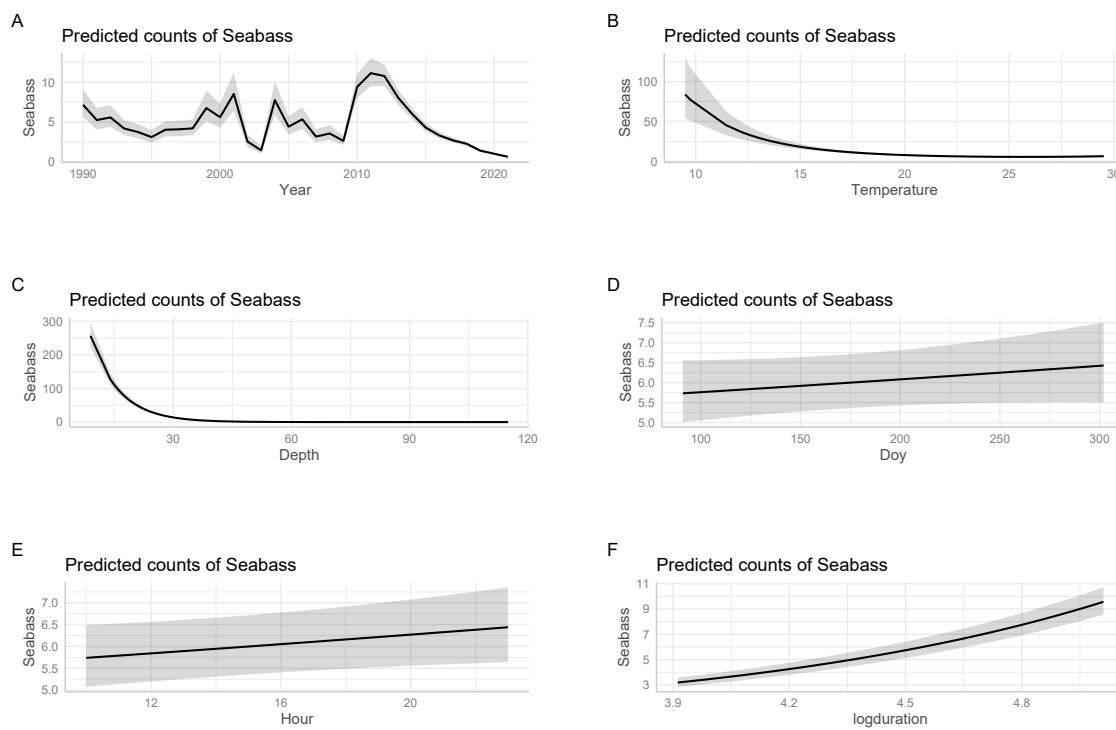 A
Predicted counts of Seabass
Seabass
10
5
0
1990
2000
2010
2020
Year
B
Predicted counts of Seabass
Seabass
100
50
0
10
15
20
25
30
Temperature
C
Predicted counts of Seabass
Seabass
300
200
100
0
30
60
90
120
Depth
D
Predicted counts of Seabass
Seabass
7.5
7.0
6.5
6.0
5.5
5.0
100
150
200
250
300
Doy
E
Predicted counts of Seabass
Seabass
7.0
6.5
6.0
5.5
5.0
12
16
20
Hour
F
Predicted counts of Seabass
Seabass
11
9
7
5
3
3.9
4.2
4.5
4.8
logduration